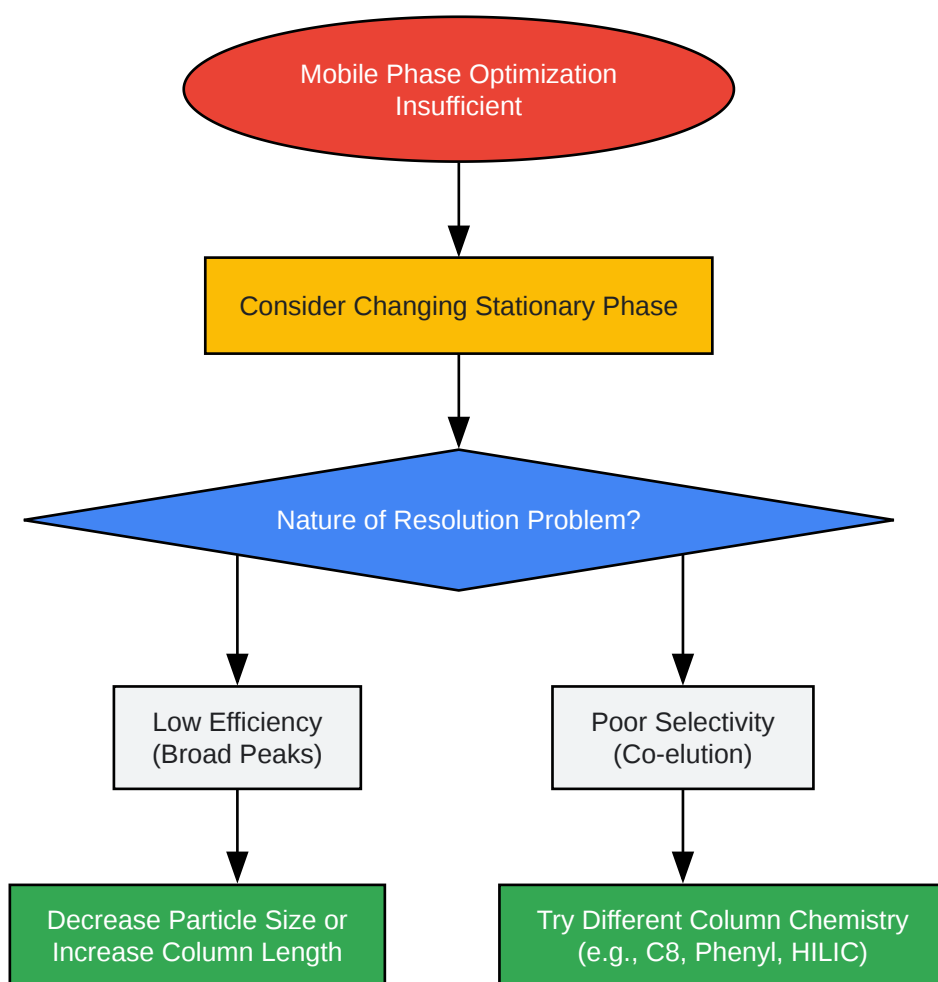 Mobile Phase Optimization
Insufficient
Consider Changing Stationary Phase
Nature of Resolution Problem?
Low Efficiency
(Broad Peaks)
Poor Selectivity
(Co-elution)
Decrease Particle Size or
Increase Column Length
Try Different Column Chemistry
(e.g., C8, Phenyl, HILIC)